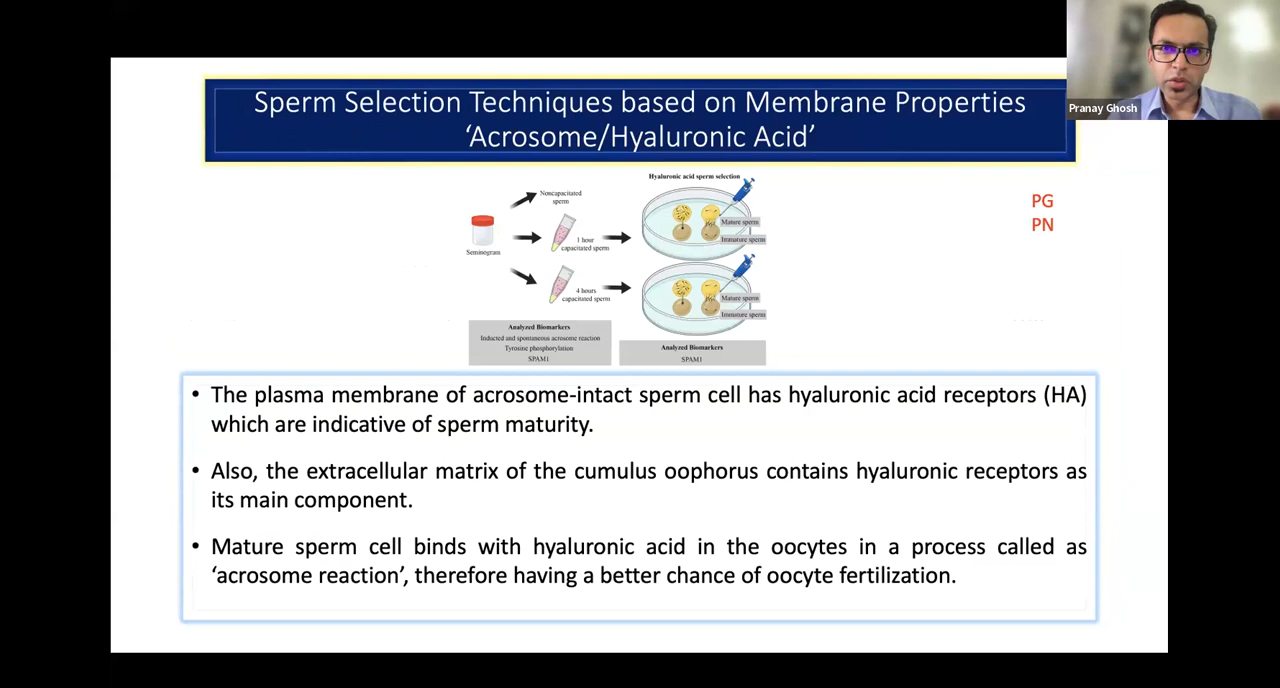 Pranay Ghosh
Sperm Selection Techniques based on Membrane Properties
‘Acrosome/Hyaluronic Acid’
PG
PN
Hyaluronic acid sperm selection
Noncapacitated
sperm
Seminogram
1 hour
capacitated sperm
Mature sperm
Immature sperm
4 hours
capacitated sperm
Mature sperm
Immature sperm
Analyzed Biomarkers
Inducted and spontaneous acrosome reaction
Tyrosine phosphorylation
SPAM1
Analyzed Biomarkers
SPAM1
• The plasma membrane of acrosome-intact sperm cell has hyaluronic acid receptors (HA)
which are indicative of sperm maturity.
• Also, the extracellular matrix of the cumulus oophorus contains hyaluronic receptors as
its main component.
• Mature sperm cell binds with hyaluronic acid in the oocytes in a process called as
‘acrosome reaction’, therefore having a better chance of oocyte fertilization.